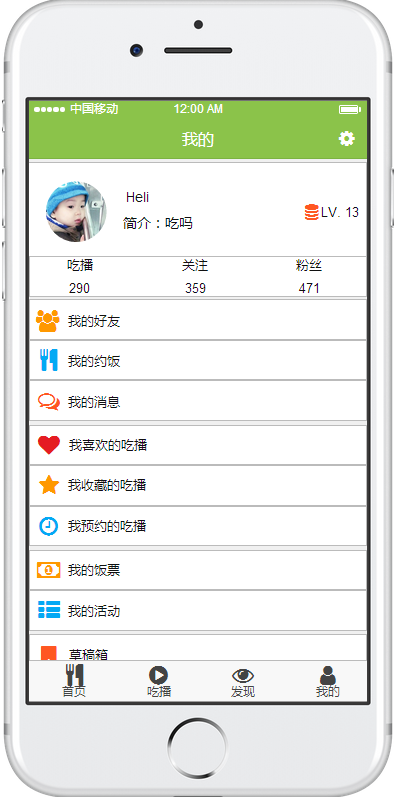 中国移动 12:00 AM
我的
Heli
简介：吃吗
LV. 13
吃播 关注 粉丝
290 359 471
我的好友
我的约饭
我的消息
我喜欢的吃播
我收藏的吃播
我预约的吃播
我的饭票
我的活动
草稿箱
首页 吃播 发现 我的